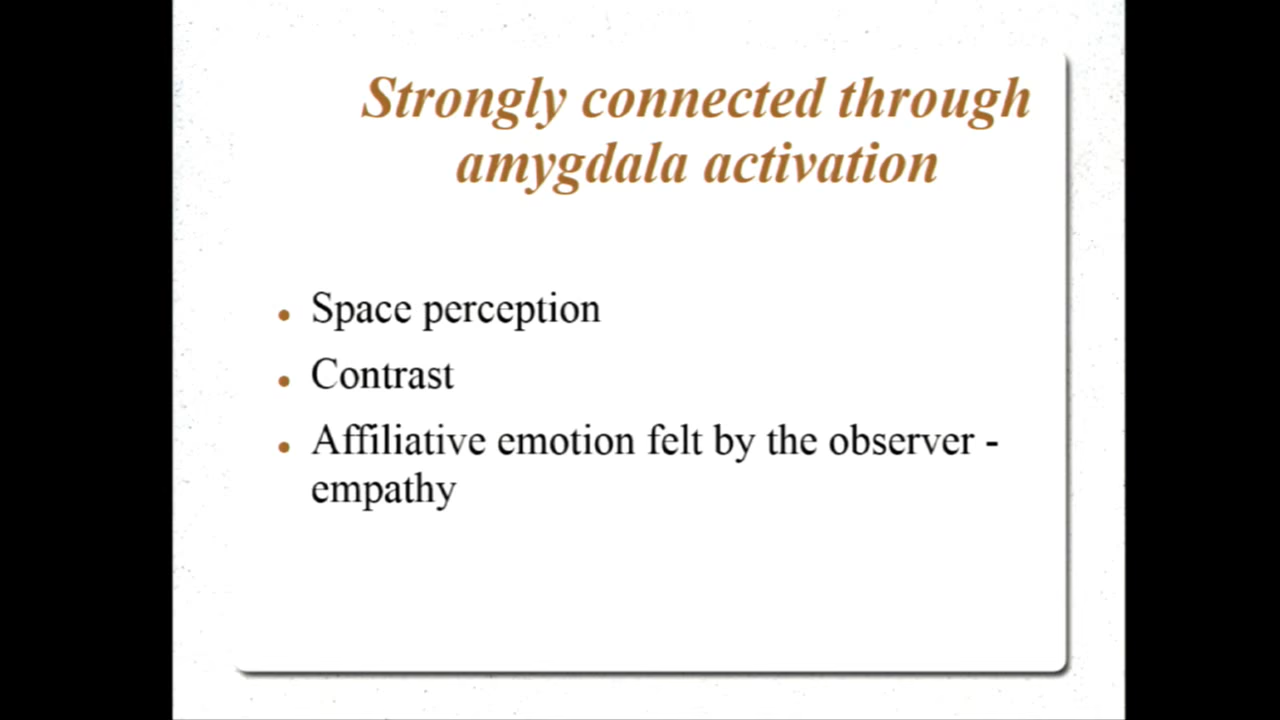 Strongly connected through
amygdala activation
Space perception
Contrast
Affiliative emotion felt by the observer -
empathy